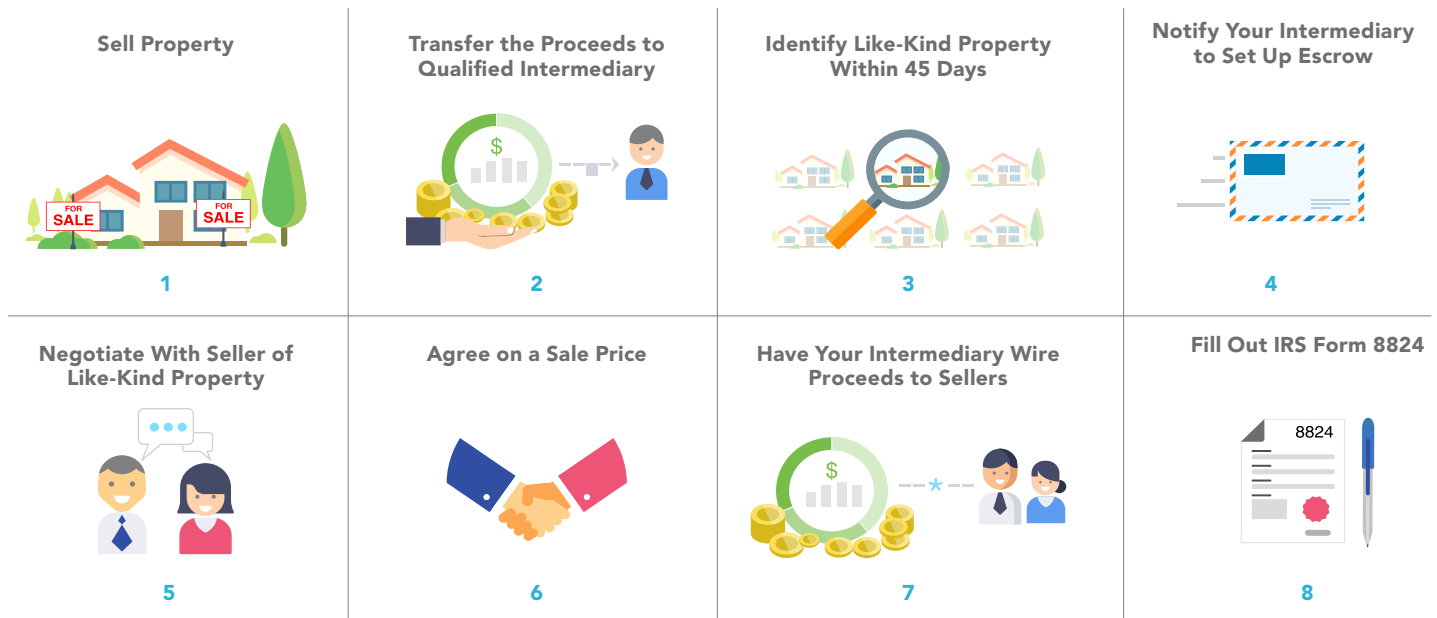 Sell Property
FOR
SALE
FOR
SALE
1
Transfer the Proceeds to
Qualified Intermediary
$
2
Identify Like-Kind Property
Within 45 Days
3
Notify Your Intermediary
to Set Up Escrow
4
Negotiate With Seller of
Like-Kind Property
5
Agree on a Sale Price
6
Have Your Intermediary Wire
Proceeds to Sellers
$
*
7
Fill Out IRS Form 8824
8824
8